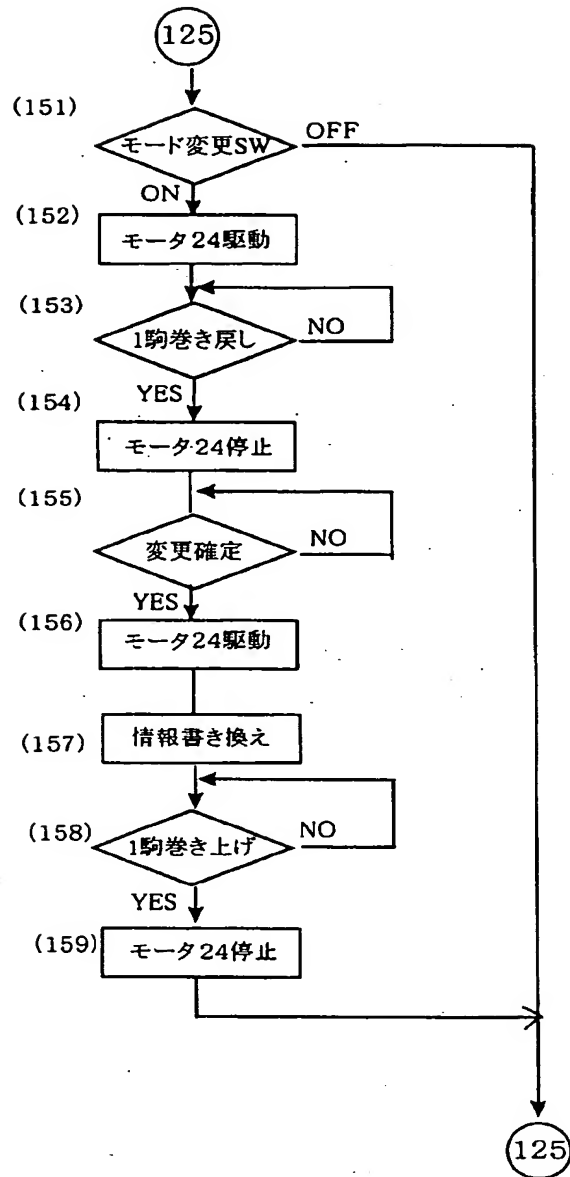 125
(151)
モード変更SW
OFF
ON
(152)
モータ24駆動
(153)
1駒巻き戻し
NO
YES
(154)
モータ24停止
(155)
変更確定
NO
YES
(156)
モータ24駆動
(157)
情報書き換え
(158)
1駒巻き上げ
NO
YES
(159)
モータ24停止
125